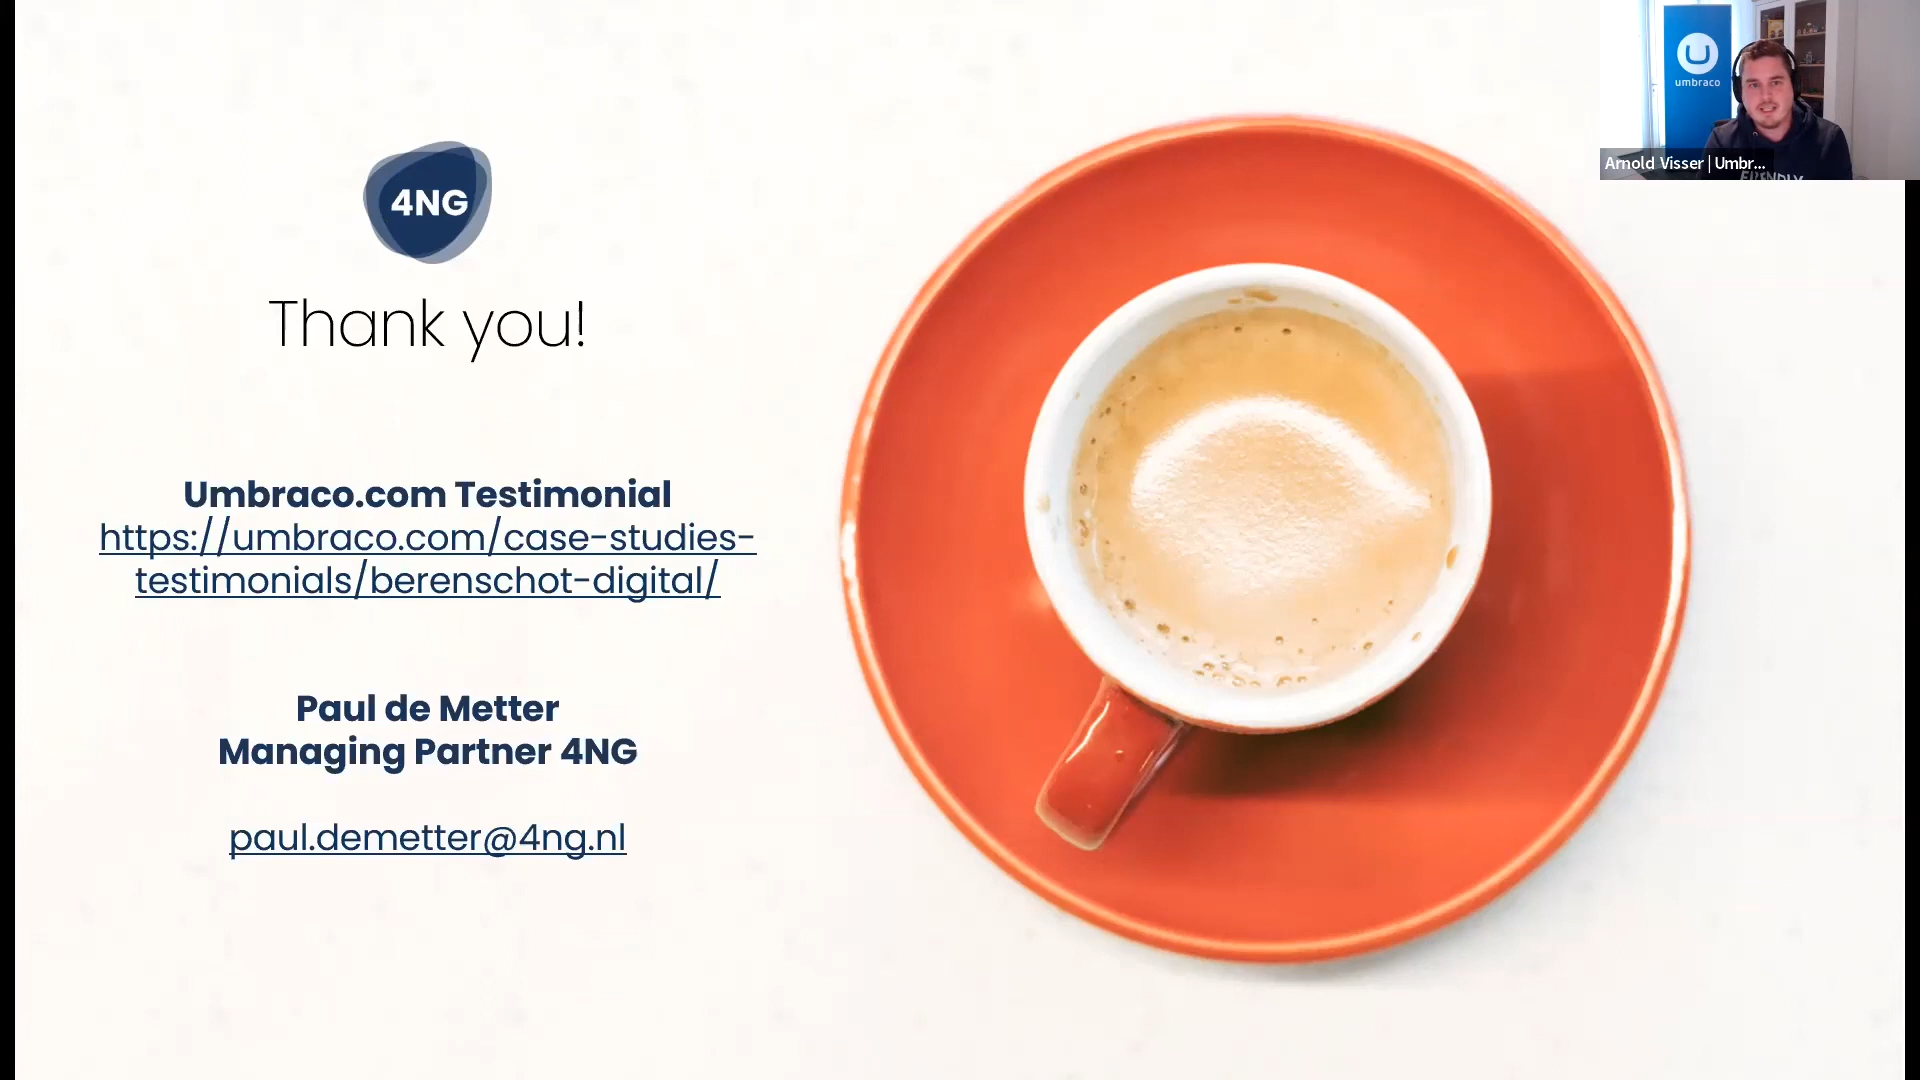 umbraco
Arnold Visser | Umbr...
4NG
Thank you!
Umbraco.com Testimonial
https://umbraco.com/case-studies-
testimonials/berenschot-digital/
Paul de Metter
Managing Partner 4NG
paul.demetter@4ng.nl